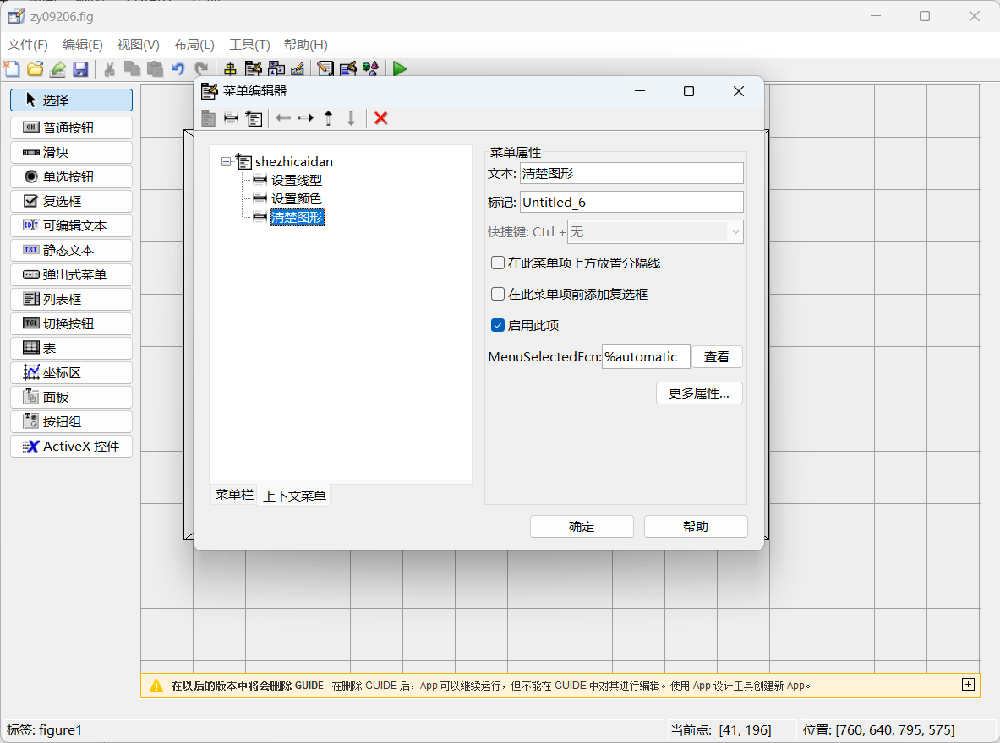 zy09206.fig
文件(F) 编辑(E) 视图(V) 布局(L) 工具(T) 帮助(H)
选择
OK 普通按钮
滑块
单选按钮
复选框
EDIT 可编辑文本
TXT 静态文本
弹出式菜单
列表框
TGL 切换按钮
表
坐标区
面板
按钮组
ActiveX 控件
菜单编辑器
shezhicaidan
设置线型
设置颜色
清楚图形
菜单栏 上下文菜单
菜单属性
文本: 清楚图形
标记: Untitled_6
快捷键: Ctrl + 无
在此菜单项上方放置分隔线
在此菜单项前添加复选框
启用此项
MenuSelectedFcn: %automatic 查看
更多属性...
确定 帮助
在以后的版本中将会删除 GUIDE - 在删除 GUIDE 后，App 可以继续运行，但不能在 GUIDE 中对其进行编辑。使用 App 设计工具创建新 App。
标签: figure1 当前点: [41, 196] 位置: [760, 640, 795, 575]